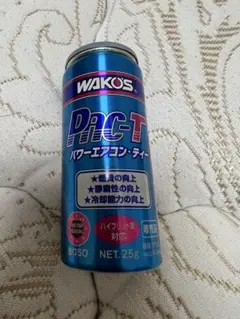 WAKO'S
PAC-T
パワーエアコン・ティー
★燃費の向上
★静粛性の向上
★冷却能力の向上
ハイブリッド車
対応
NET.25g